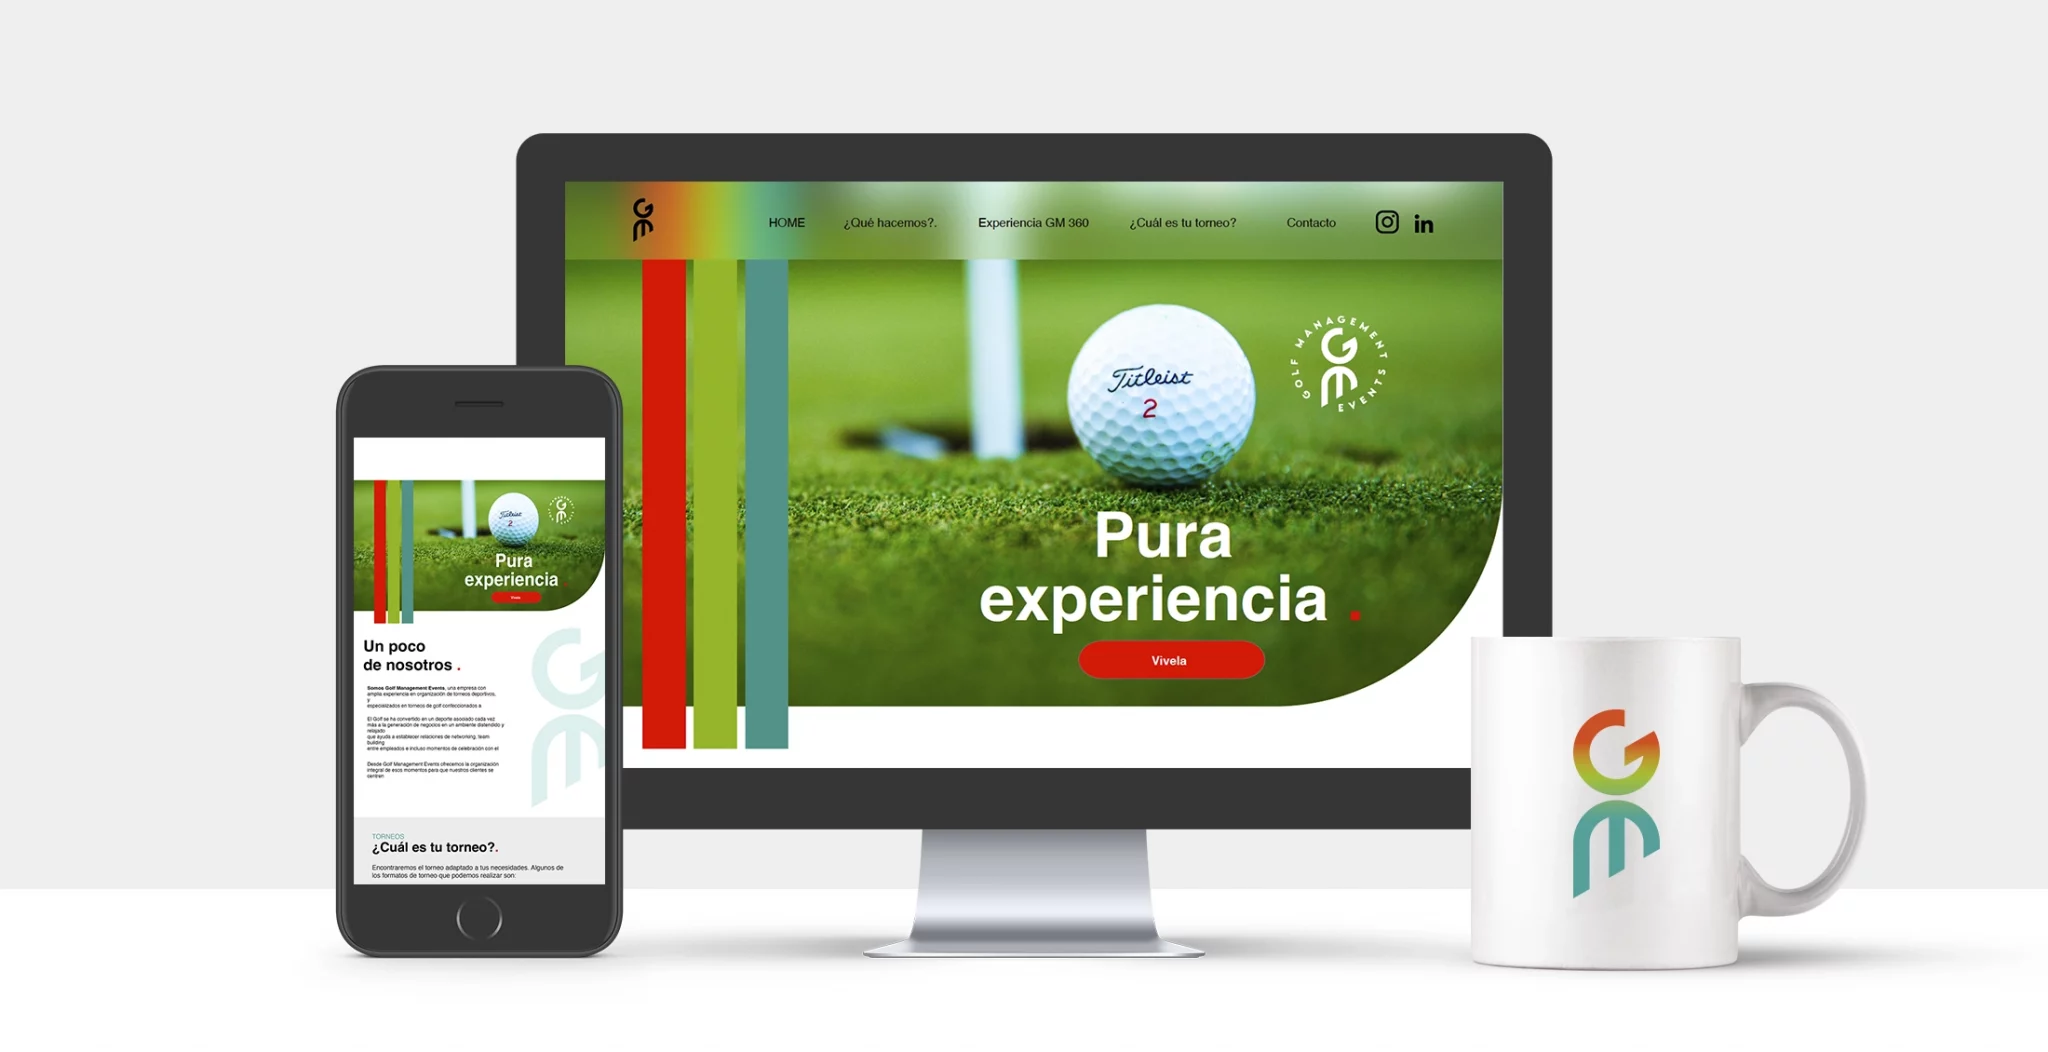 GM
HOME
¿Qué hacemos?.
Experiencia GM 360
¿Cuál es tu torneo?
Contacto
in
Titleist
2
GOLF MANAGEMENT EVENTS
GM
Pura
experiencia .
Vivela
Titleist
2
GM
Pura
experiencia .
Vivela
Un poco
de nosotros .
Somos Golf Management Events, una empresa con
amplia experiencia en organización de torneos deportivos,
y
especializados en torneos de golf confeccionados a
El Golf se ha convertido en un deporte asociado cada vez
más a la generación de negocios en un ambiente distendido y
relajado
que ayuda a establecer relaciones de networking, team
building
entre empleados e incluso momentos de celebración con el
Desde Golf Management Events ofrecemos la organización
integral de esos momentos para que nuestros clientes se
centren
GM
TORNEOS
¿Cuál es tu torneo?.
Encontraremos el torneo adaptado a tus necesidades. Algunos de
los formatos de torneo que podemos realizar son:
GM